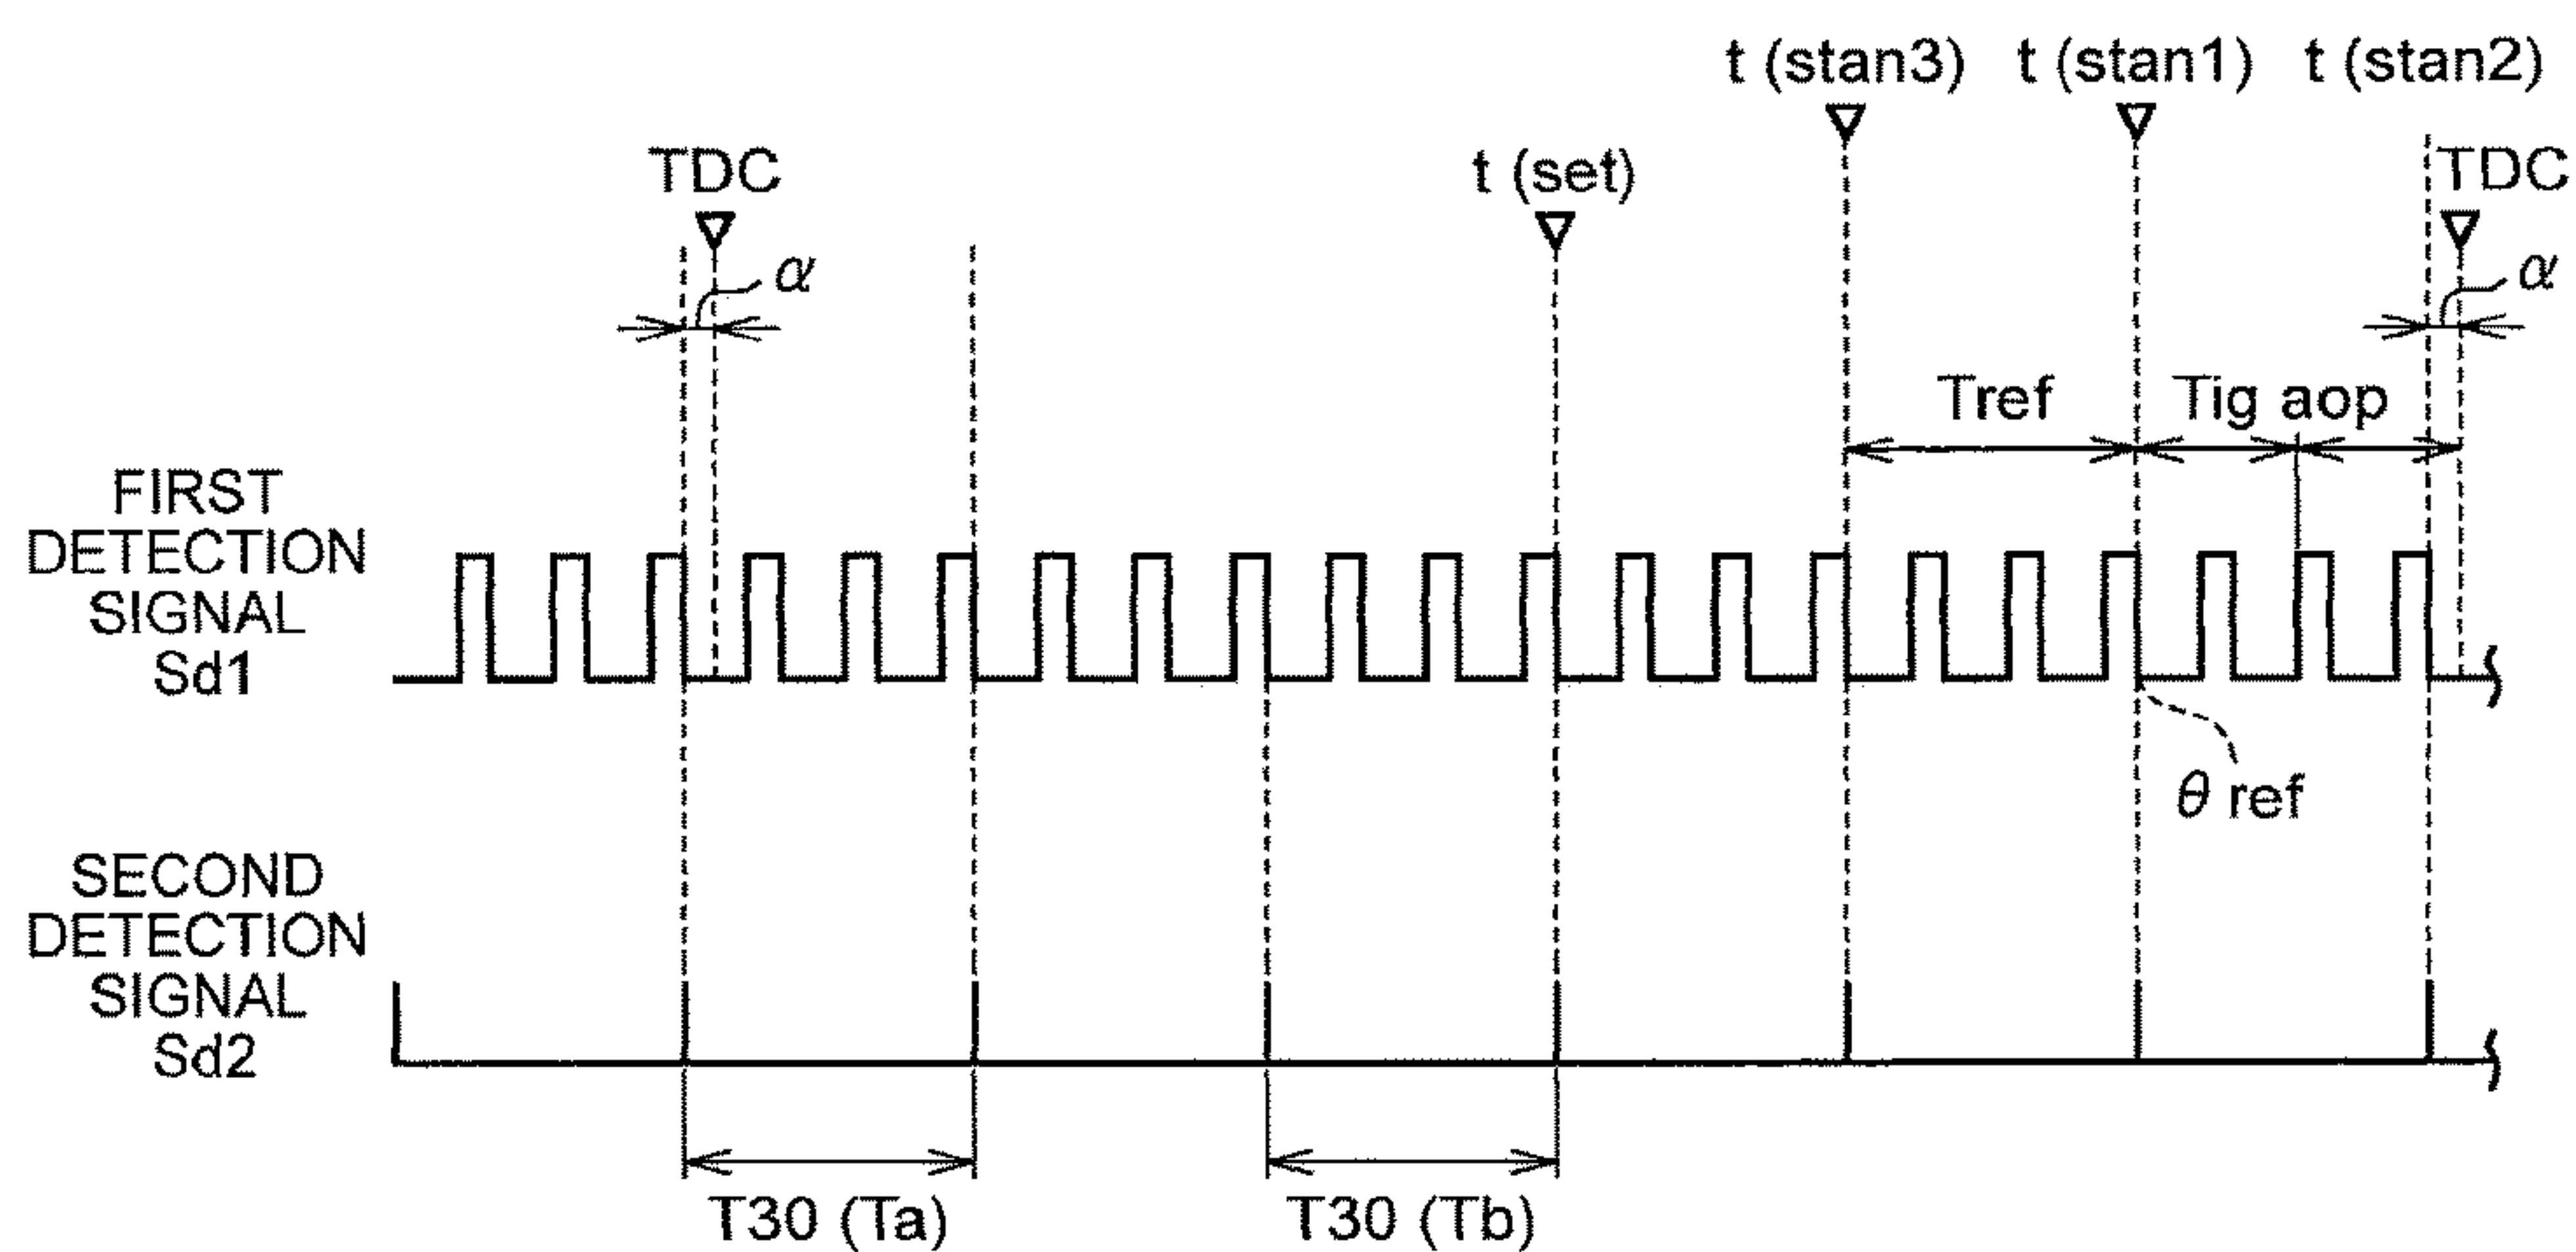 t (stan3) t (stan1) t (stan2)
TDC t (set) TDC
α α
Tref Tig aop
FIRST
DETECTION
SIGNAL
Sd1
θ ref
SECOND
DETECTION
SIGNAL
Sd2
T30 (Ta) T30 (Tb)